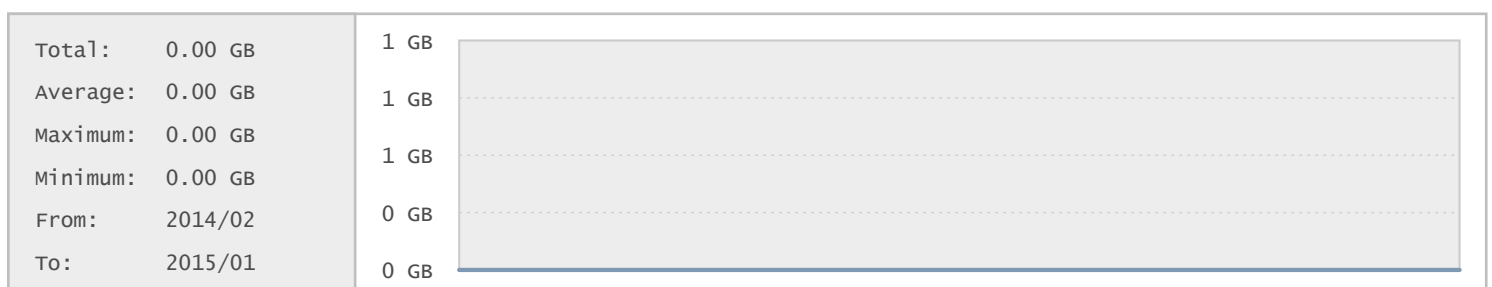 Total: 0.00 GB
Average: 0.00 GB
Maximum: 0.00 GB
Minimum: 0.00 GB
From: 2014/02
To: 2015/01
1 GB
1 GB
1 GB
0 GB
0 GB